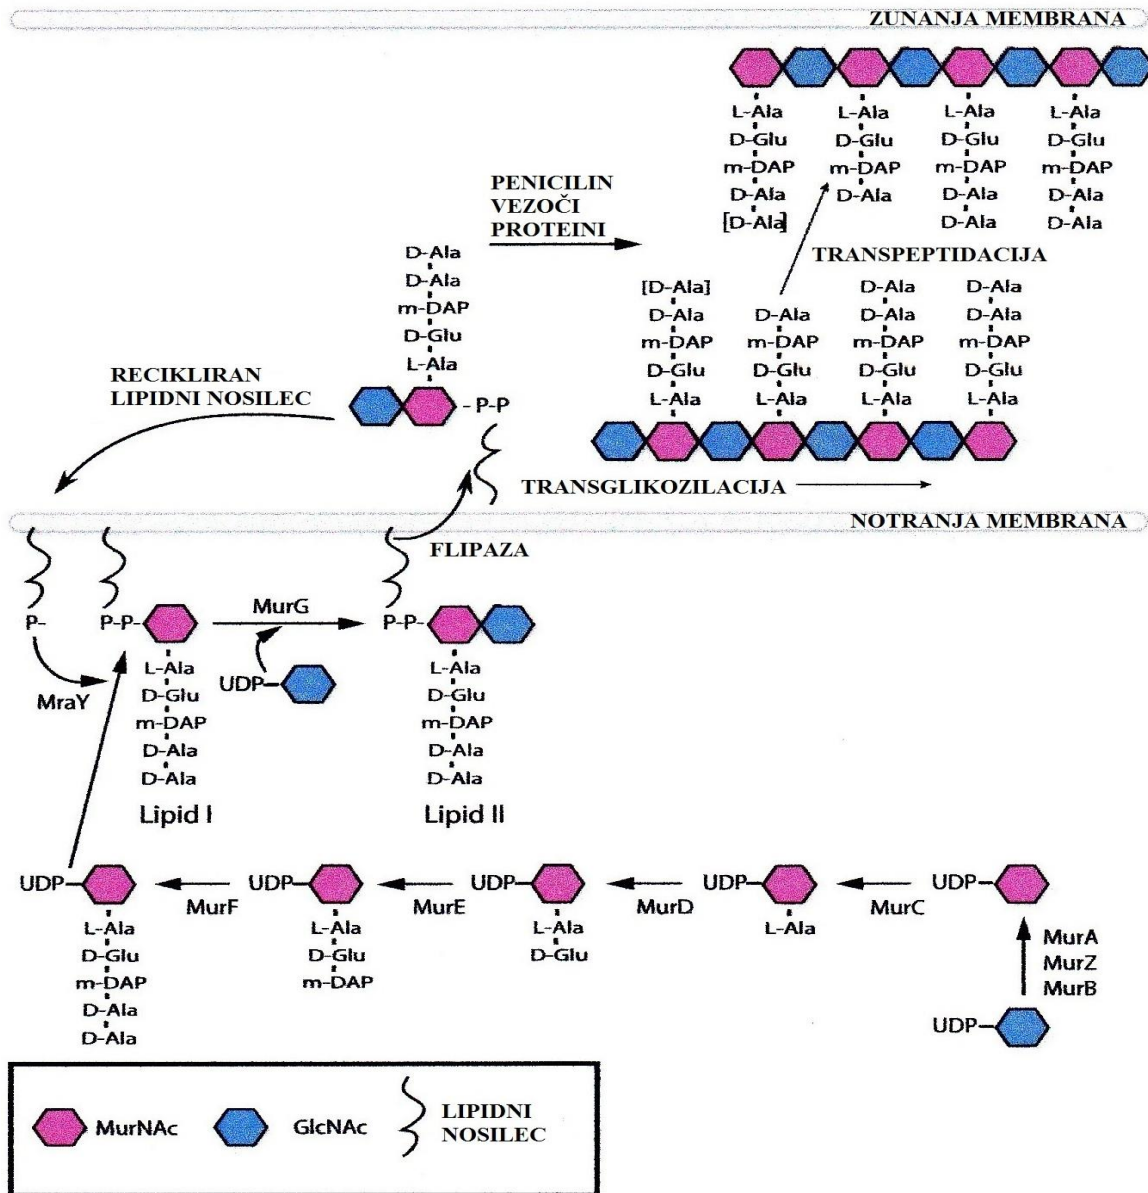 ZUNANJA MEMBRANA
L-Ala L-Ala L-Ala L-Ala
D-Glu D-Glu D-Glu D-Glu
m-DAP m-DAP m-DAP m-DAP
D-Ala D-Ala D-Ala D-Ala
[D-Ala] D-Ala D-Ala
PENICILIN
VEZOČI
PROTEINI
TRANSPEPTIDACIJA
D-Ala
D-Ala
m-DAP
D-Glu
L-Ala
-P-P
[D-Ala] D-Ala D-Ala
D-Ala D-Ala D-Ala D-Ala
m-DAP m-DAP m-DAP m-DAP
D-Glu D-Glu D-Glu D-Glu
L-Ala L-Ala L-Ala L-Ala
RECIKLIRAN
LIPIDNI NOSILEC
TRANSGLIKOZILACIJA
NOTRANJA MEMBRANA
FLIPAZA
P-
MraY
P-P-
L-Ala
D-Glu
m-DAP
D-Ala
D-Ala
Lipid I
MurG
UDP
P-P-
L-Ala
D-Glu
m-DAP
D-Ala
D-Ala
Lipid II
UDP
L-Ala
D-Glu
m-DAP
D-Ala
D-Ala
MurF
UDP
L-Ala
D-Glu
m-DAP
MurE
UDP
L-Ala
D-Glu
MurD
UDP
L-Ala
MurC
UDP
MurA
MurZ
MurB
UDP
MurNAc
GlcNAc
LIPIDNI
NOSILEC